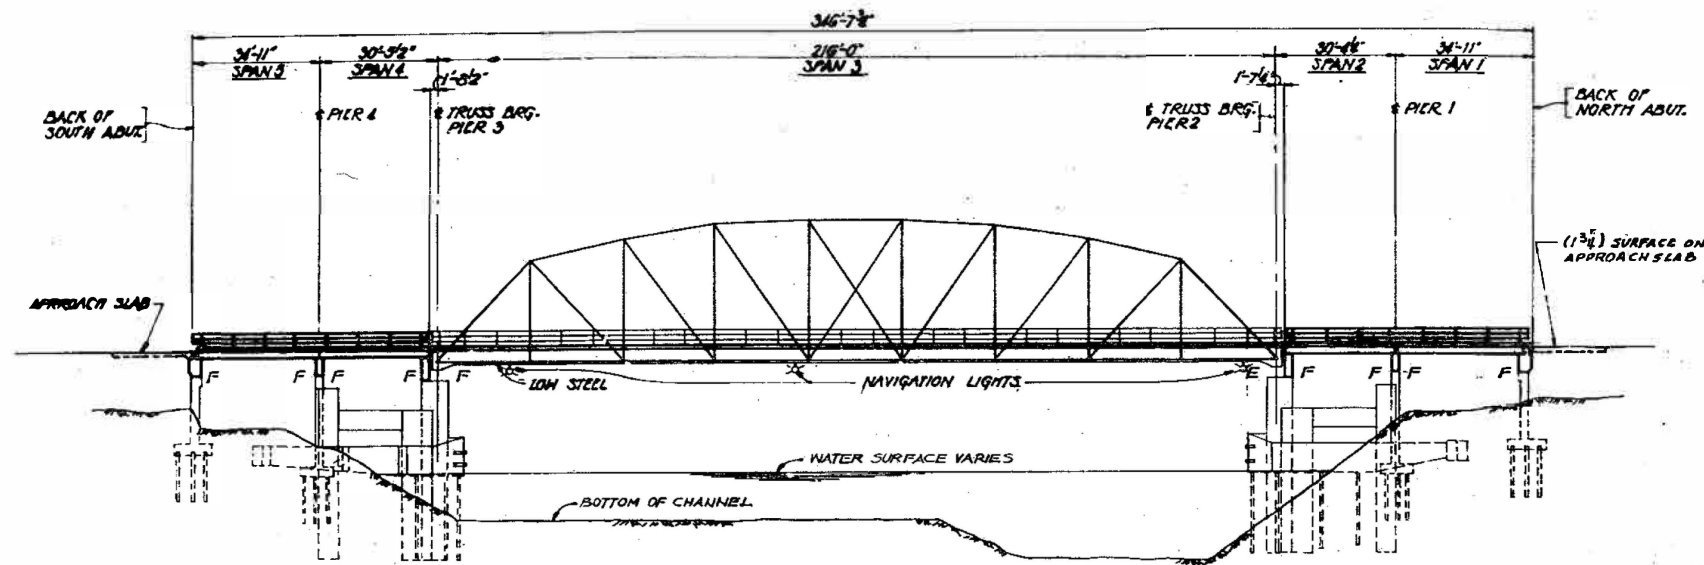 346'-7⅜"
34'-11"
SPAN 5
30'-5½"
SPAN 4
216'-0"
SPAN 3
30'-4¼"
SPAN 2
34'-11"
SPAN 1
1'-8½"
1'-7¼"
BACK OF
SOUTH ABUT.
℄ PIER 4
℄ TRUSS BRG.
PIER 3
℄ TRUSS BRG.
PIER 2
℄ PIER 1
BACK OF
NORTH ABUT.
(1¾") SURFACE ON
APPROACH SLAB
APPROACH SLAB
F
F
F
F
LOW STEEL
NAVIGATION LIGHTS
E
F
F
F
F
WATER SURFACE VARIES
BOTTOM OF CHANNEL